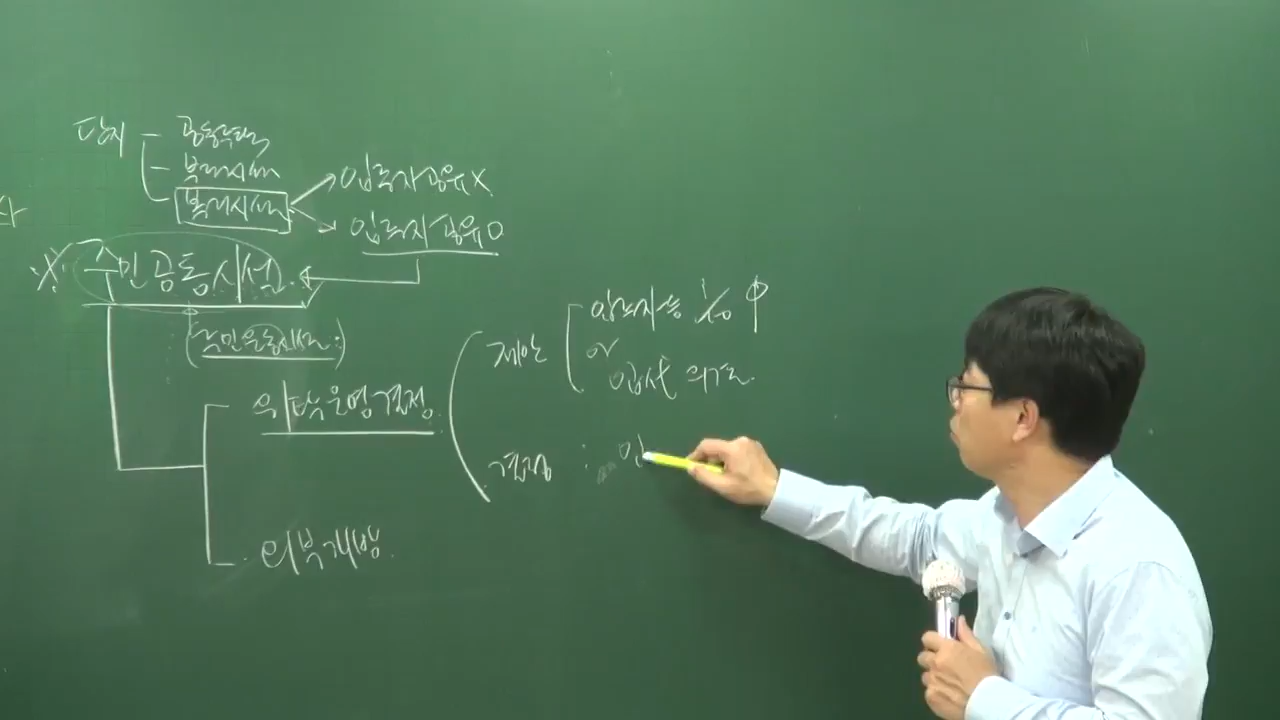 단지 공동주택
부대시설
복리시설 입주자 공유 X
입주자 공유 O
※ 주민공동시설.
(주민운동시설)
위탁운영결정.
제안 입주자등 1/10 ↑
or
입대 의결.
결정 : 입
외부개방.